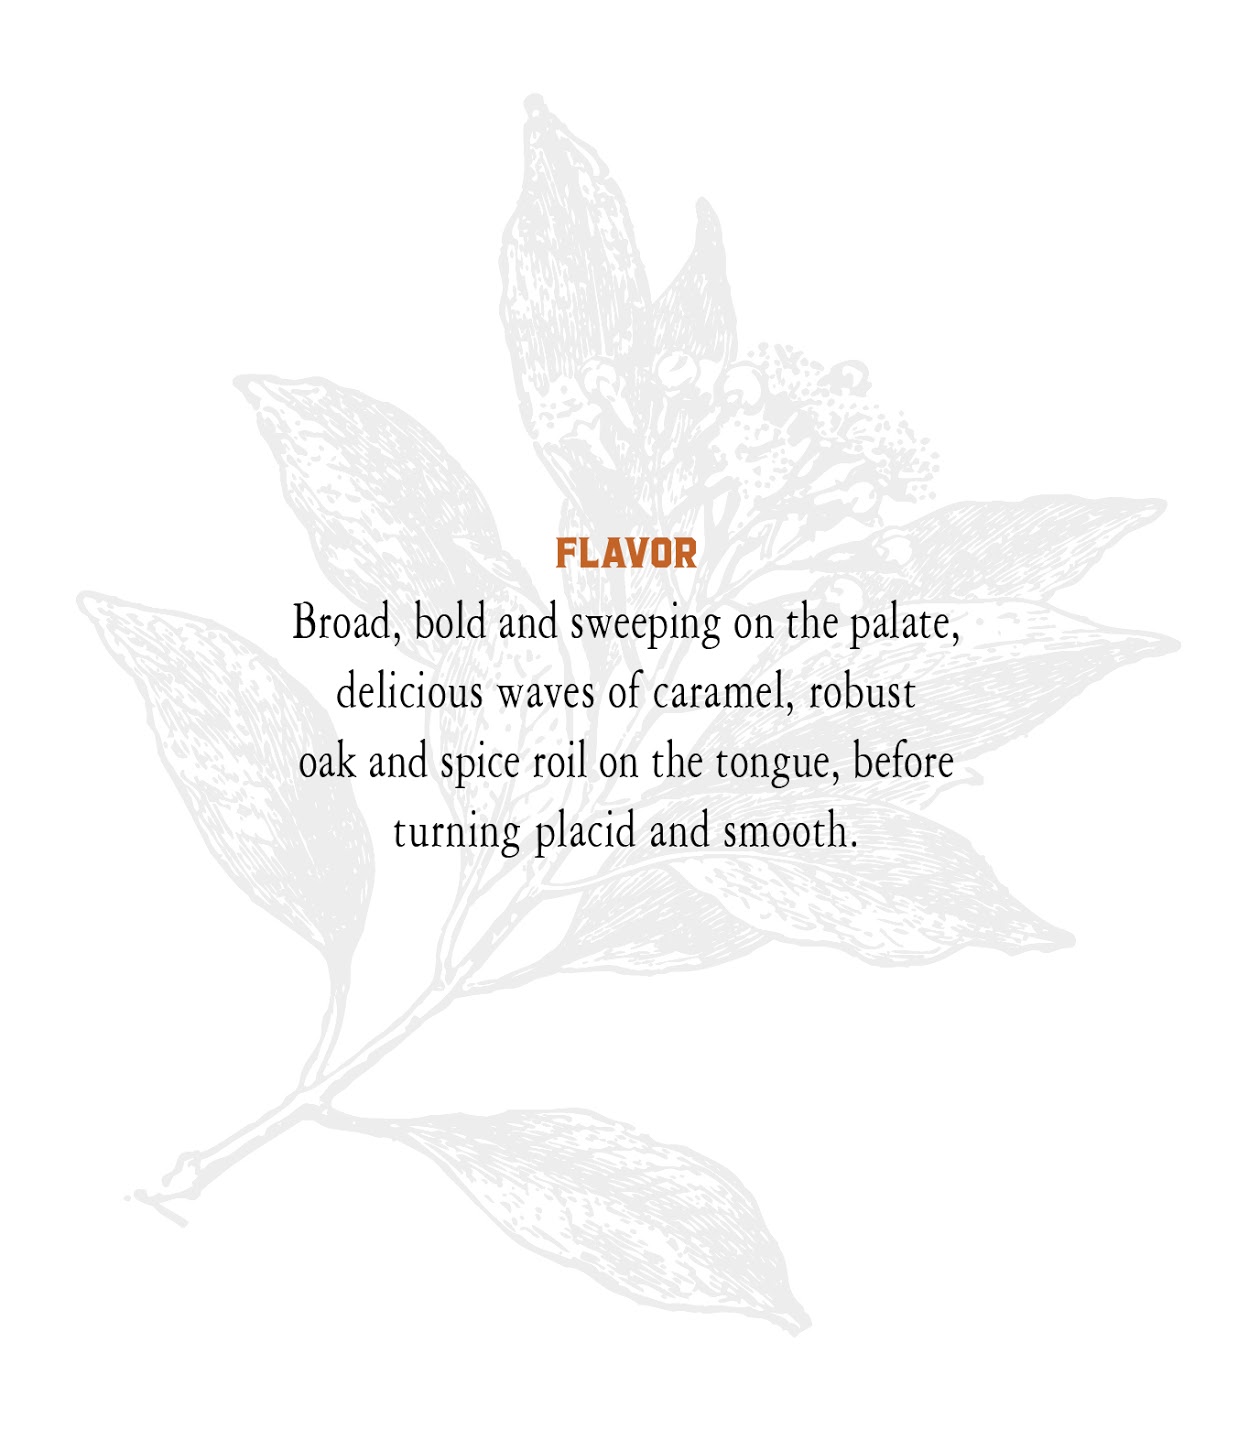 FLAVOR
Broad, bold and sweeping on the palate,
delicious waves of caramel, robust
oak and spice roil on the tongue, before
turning placid and smooth.